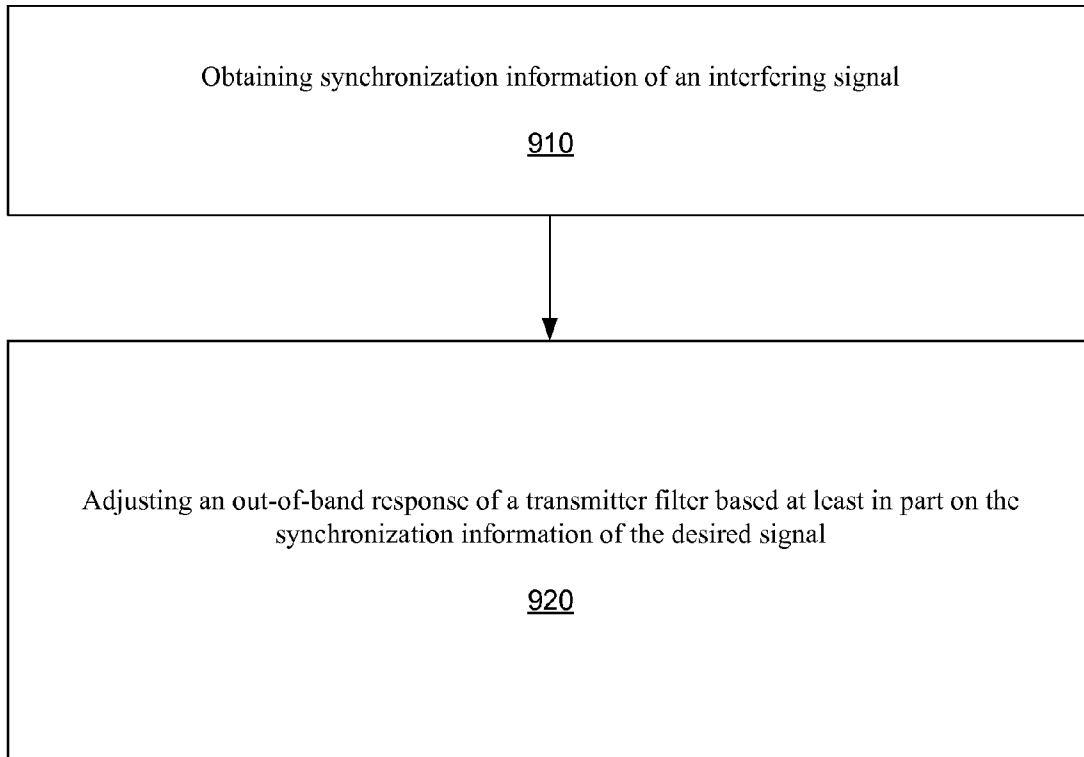 Obtaining synchronization information of an interfering signal
910
Adjusting an out-of-band response of a transmitter filter based at least in part on the
synchronization information of the desired signal
920